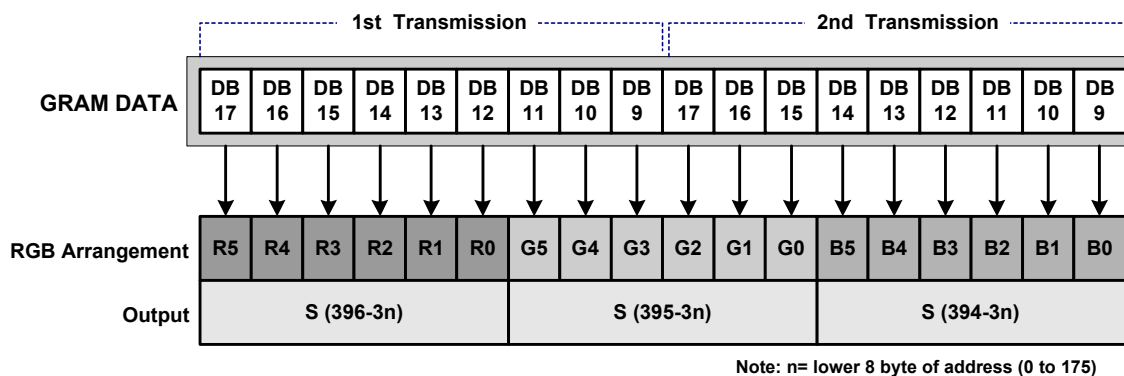 1st Transmission 2nd Transmission
GRAM DATA DB 17 DB 16 DB 15 DB 14 DB 13 DB 12 DB 11 DB 10 DB 9 DB 17 DB 16 DB 15 DB 14 DB 13 DB 12 DB 11 DB 10 DB 9
RGB Arrangement R5 R4 R3 R2 R1 R0 G5 G4 G3 G2 G1 G0 B5 B4 B3 B2 B1 B0
Output S (396-3n) S (395-3n) S (394-3n)
Note: n= lower 8 byte of address (0 to 175)